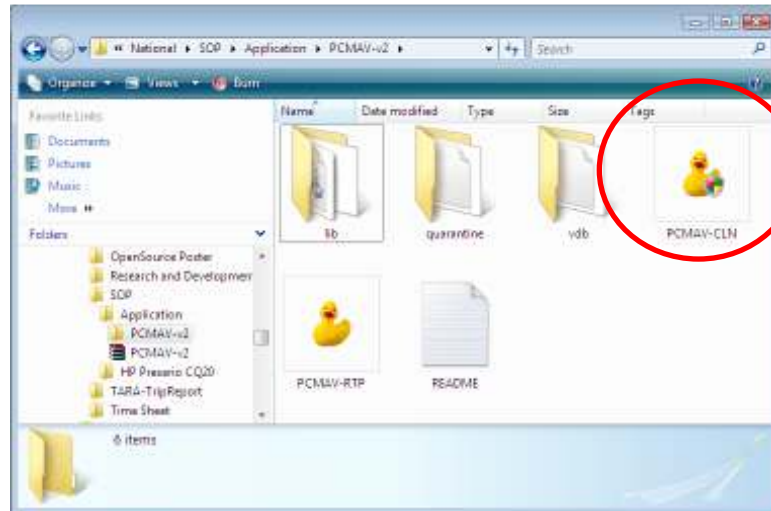 « National ▸ SOP ▸ Application ▸ PCMAV-v2 ▸ Search
Organize Views Burn
Favorite Links
Documents
Pictures
Music
More »
Folders
OpenSource Poster
Research and Developmen
SOP
Application
PCMAV-v2
PCMAV-v2
HP Presario CQ20
TARA-TripReport
Time Sheet
Name Date modified Type Size Tags
lib quarantine vdb PCMAV-CLN
PCMAV-RTP README
6 items